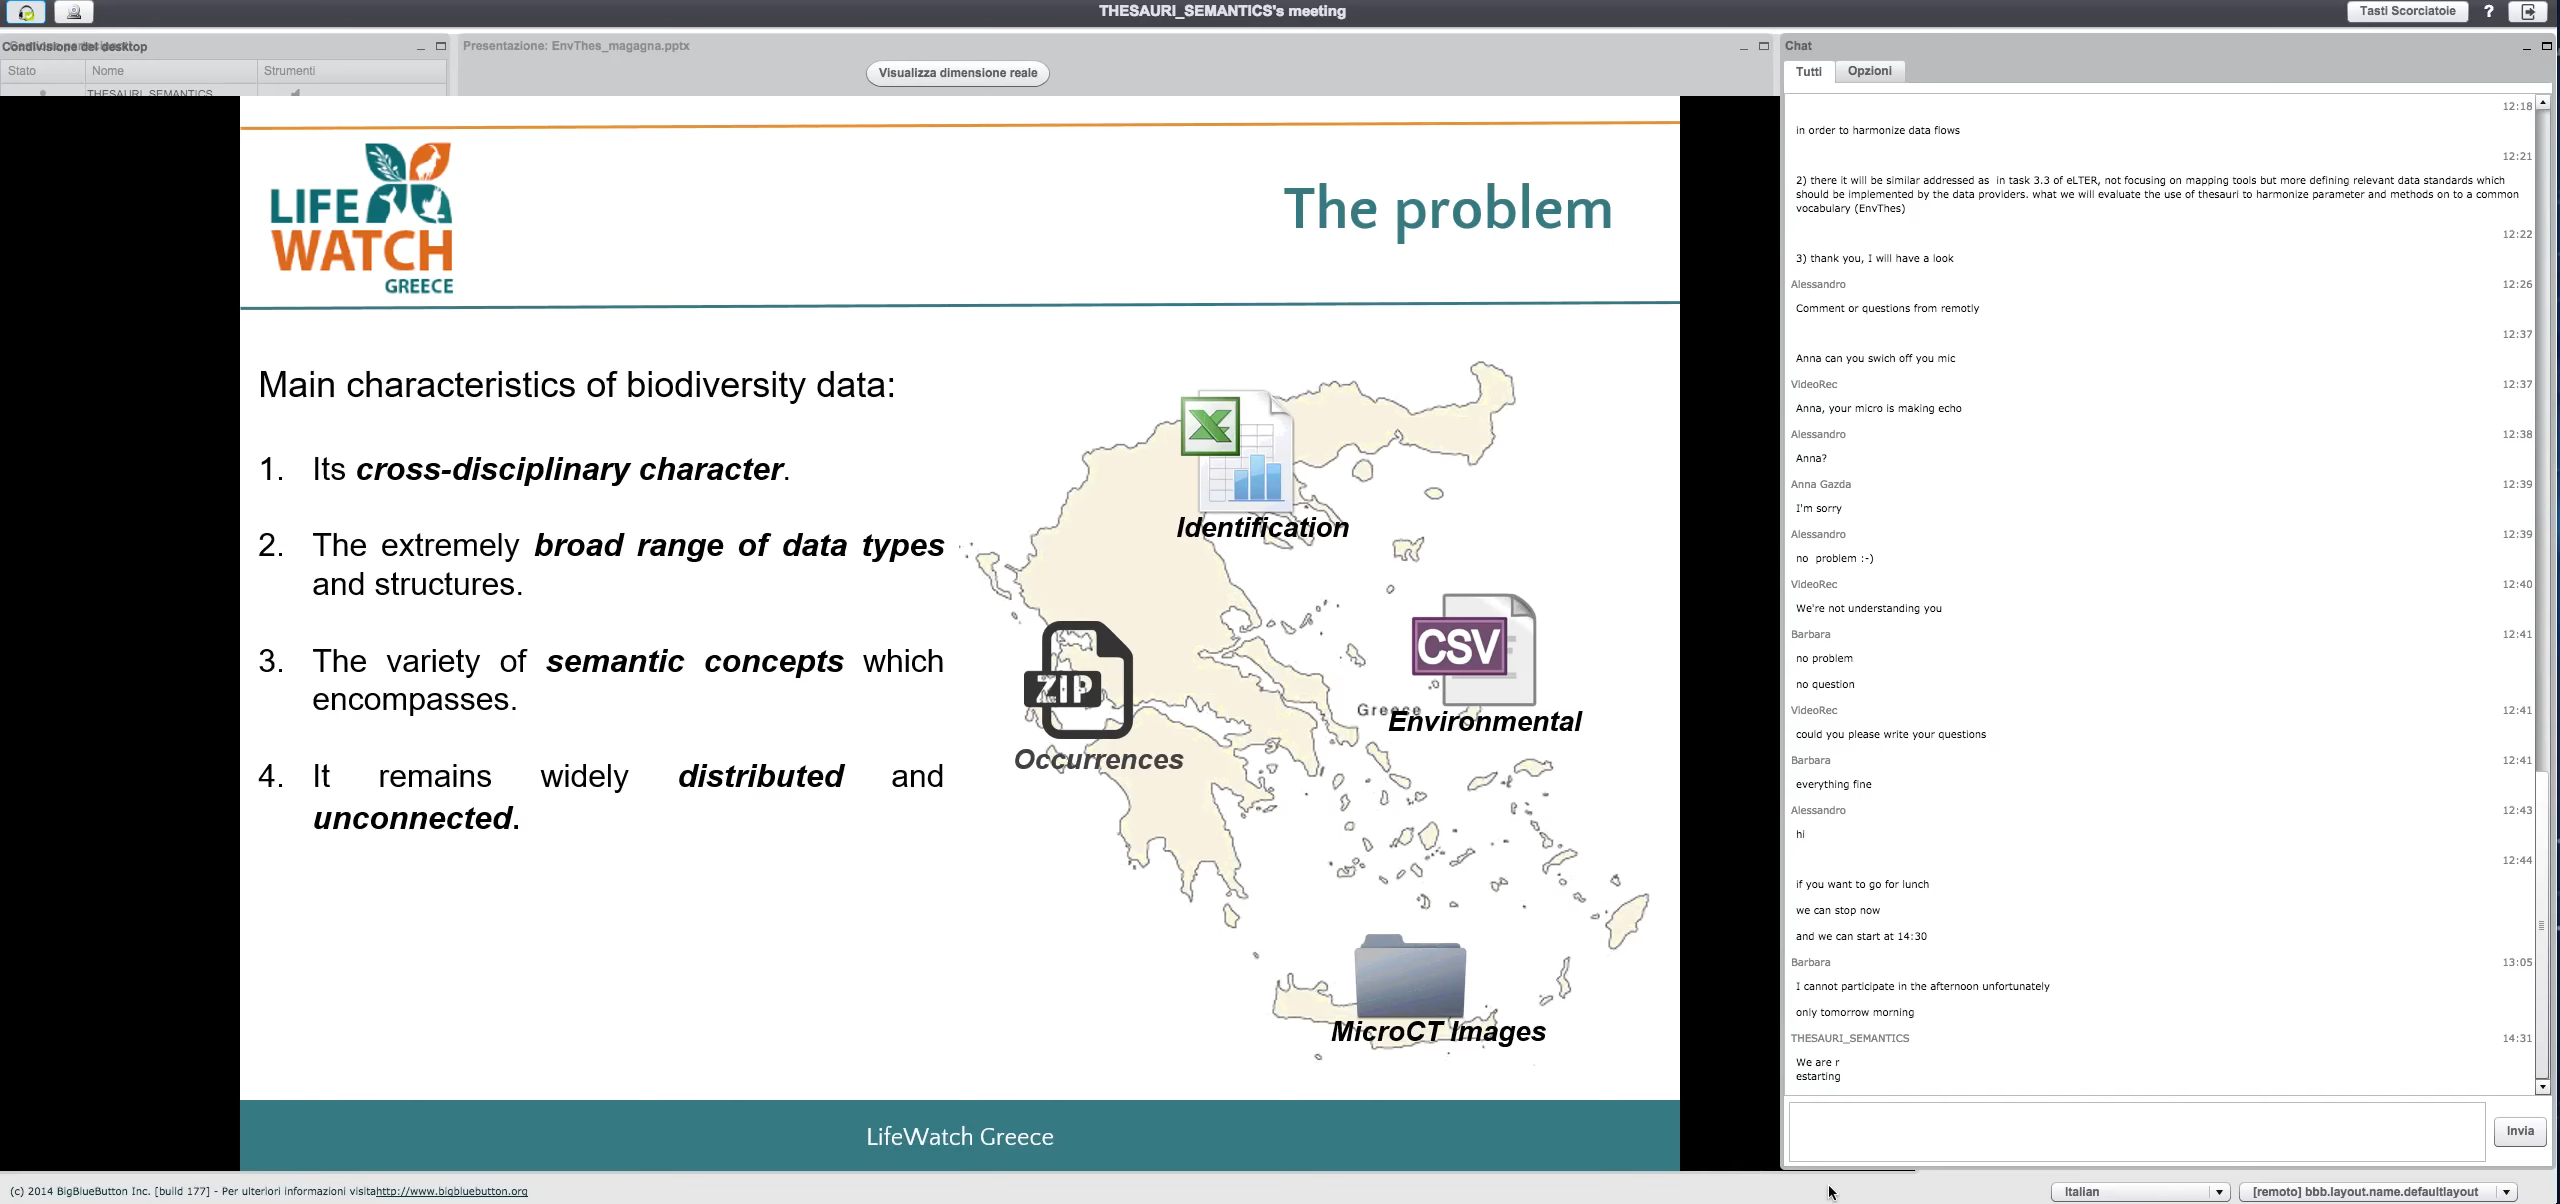 THESAURI_SEMANTICS's meeting
Tasti Scorciatoie
?
Condivisione del desktop
Presentazione: EnvThes_magagna.pptx
Chat
Stato Nome Strumenti
Visualizza dimensione reale
Tutti Opzioni
THESAURI_SEMANTICS
LIFE
WATCH
GREECE
The problem
Main characteristics of biodiversity data:
1. Its cross-disciplinary character.
2. The extremely broad range of data types
and structures.
3. The variety of semantic concepts which
encompasses.
4. It remains widely distributed and
unconnected.
Identification
CSV
Greece
Environmental
ZIP
Occurrences
MicroCT Images
LifeWatch Greece
12:18
in order to harmonize data flows
12:21
2) there it will be similar addressed as  in task 3.3 of eLTER, not focusing on mapping tools but more defining relevant data standards which
should be implemented by the data providers. what we will evaluate the use of thesauri to harmonize parameter and methods on to a common
vocabulary (EnvThes)
12:22
3) thank you, I will have a look
Alessandro 12:26
Comment or questions from remotly
12:37
Anna can you swich off you mic
VideoRec 12:37
Anna, your micro is making echo
Alessandro 12:38
Anna?
Anna Gazda 12:39
I'm sorry
Alessandro 12:39
no  problem :-)
VideoRec 12:40
We're not understanding you
Barbara 12:41
no problem
no question
VideoRec 12:41
could you please write your questions
Barbara 12:41
everything fine
Alessandro 12:43
hi
12:44
if you want to go for lunch
we can stop now
and we can start at 14:30
Barbara 13:05
I cannot participate in the afternoon unfortunately
only tomorrow morning
THESAURI_SEMANTICS 14:31
We are r
estarting
Invia
(c) 2014 BigBlueButton Inc. [build 177] - Per ulteriori informazioni visitahttp://www.bigbluebutton.org
Italian
[remoto] bbb.layout.name.defaultlayout